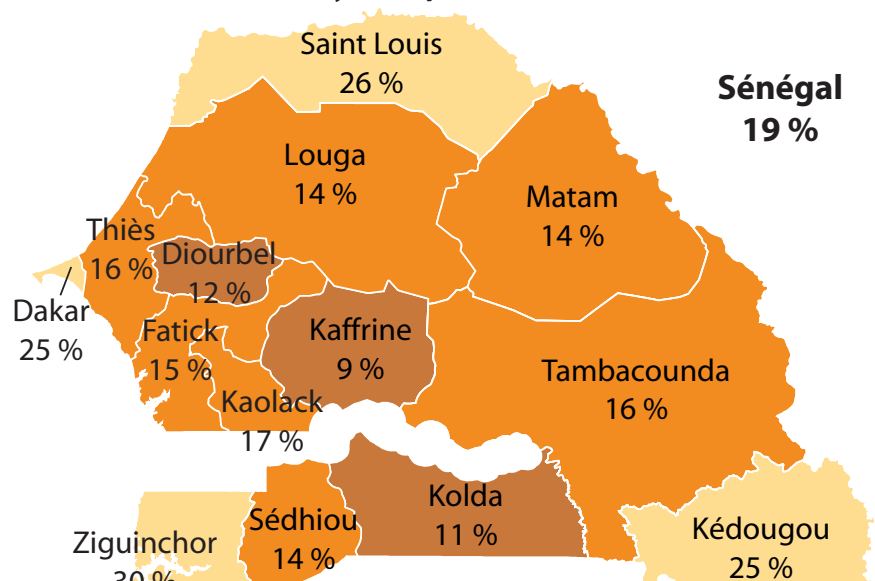 Saint Louis
26 %
Sénégal
19 %
Louga
14 %
Matam
14 %
Thiès
16 %
Diourbel
12 %
Dakar
25 %
Fatick
15 %
Kaffrine
9 %
Tambacounda
16 %
Kaolack
17 %
Kolda
11 %
Sédhiou
14 %
Kédougou
25 %
Ziguinchor
30 %